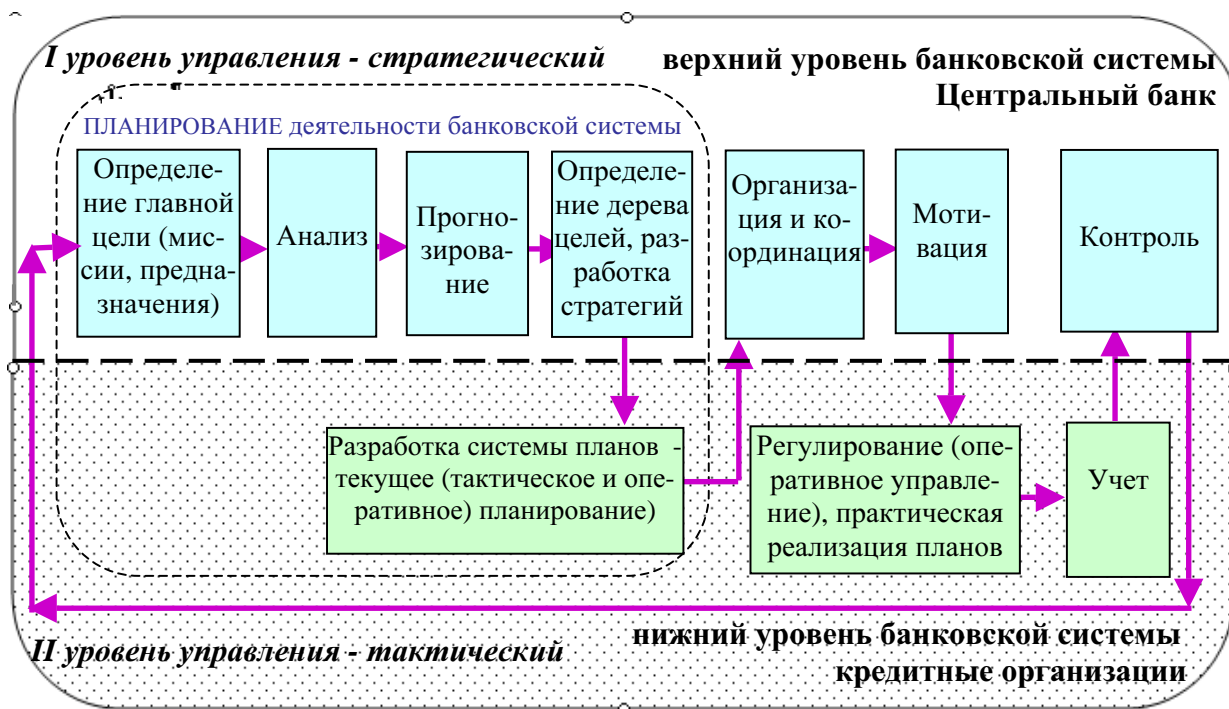 I уровень управления - стратегический
верхний уровень банковской системы
Центральный банк
ПЛАНИРОВАНИЕ деятельности банковской системы
Определе-
ние главной
цели (мис-
сии, предна-
значения)
Анализ
Прогно-
зирова-
ние
Определе-
ние дерева
целей, раз-
работка
стратегий
Организа-
ция и ко-
ординация
Моти-
вация
Контроль
Разработка системы планов -
текущее (тактическое и опе-
ративное) планирование)
Регулирование (опе-
ративное управле-
ние), практическая
реализация планов
Учет
II уровень управления - тактический
нижний уровень банковской системы
кредитные организации